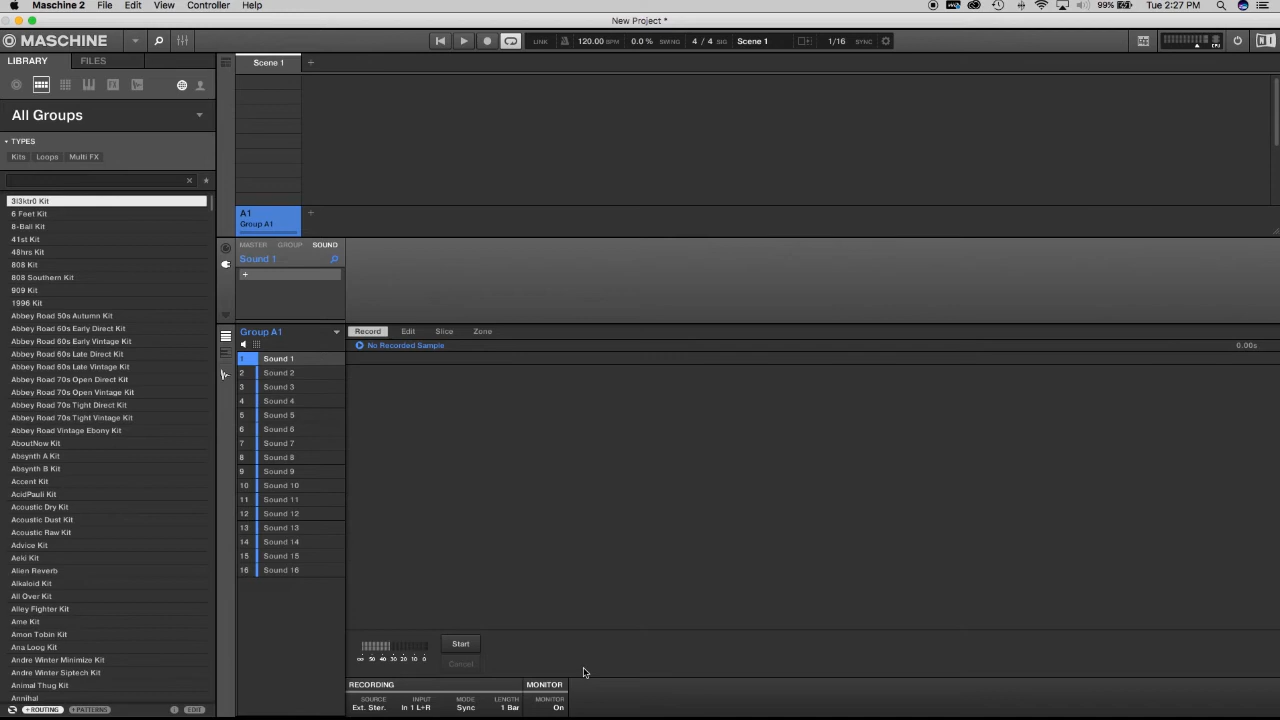 Maschine 2 File Edit View Controller Help 99% Tue 2:27 PM
New Project *
MASCHINE LINK 120.00 BPM 0.0 % SWING 4 / 4 SIG Scene 1 1/16 SYNC CPU
LIBRARY FILES
Scene 1 +
All Groups
TYPES
Kits Loops Multi FX
3l3ktr0 Kit
6 Feet Kit
8-Ball Kit
41st Kit
48hrs Kit
808 Kit
808 Southern Kit
909 Kit
1996 Kit
Abbey Road 50s Autumn Kit
Abbey Road 60s Early Direct Kit
Abbey Road 60s Early Vintage Kit
Abbey Road 60s Late Direct Kit
Abbey Road 60s Late Vintage Kit
Abbey Road 70s Open Direct Kit
Abbey Road 70s Open Vintage Kit
Abbey Road 70s Tight Direct Kit
Abbey Road 70s Tight Vintage Kit
Abbey Road Vintage Ebony Kit
AboutNow Kit
Absynth A Kit
Absynth B Kit
Accent Kit
AcidPauli Kit
Acoustic Dry Kit
Acoustic Dust Kit
Acoustic Raw Kit
Advice Kit
Aeki Kit
Alien Reverb
Alkaloid Kit
All Over Kit
Alley Fighter Kit
Ame Kit
Amon Tobin Kit
Ana Loog Kit
Andre Winter Minimize Kit
Andre Winter Siptech Kit
Animal Thug Kit
Annihal
+ROUTING +PATTERNS EDIT
A1 +
Group A1
MASTER GROUP SOUND
Sound 1
+
Group A1
1 Sound 1
2 Sound 2
3 Sound 3
4 Sound 4
5 Sound 5
6 Sound 6
7 Sound 7
8 Sound 8
9 Sound 9
10 Sound 10
11 Sound 11
12 Sound 12
13 Sound 13
14 Sound 14
15 Sound 15
16 Sound 16
Record Edit Slice Zone
No Recorded Sample 0.00s
Start
∞ 50 40 30 20 10 0 Cancel
RECORDING MONITOR
SOURCE INPUT MODE LENGTH MONITOR
Ext. Ster. In 1 L+R Sync 1 Bar On